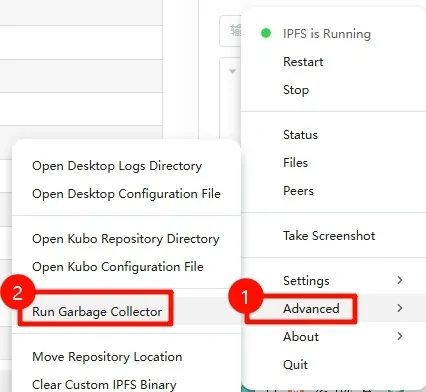 输
IPFS is Running
Restart
Stop
Status
Files
Peers
Take Screenshot
Settings
1
Advanced
About
Quit
Open Desktop Logs Directory
Open Desktop Configuration File
Open Kubo Repository Directory
Open Kubo Configuration File
2
Run Garbage Collector
Move Repository Location
Clear Custom IPFS Binary